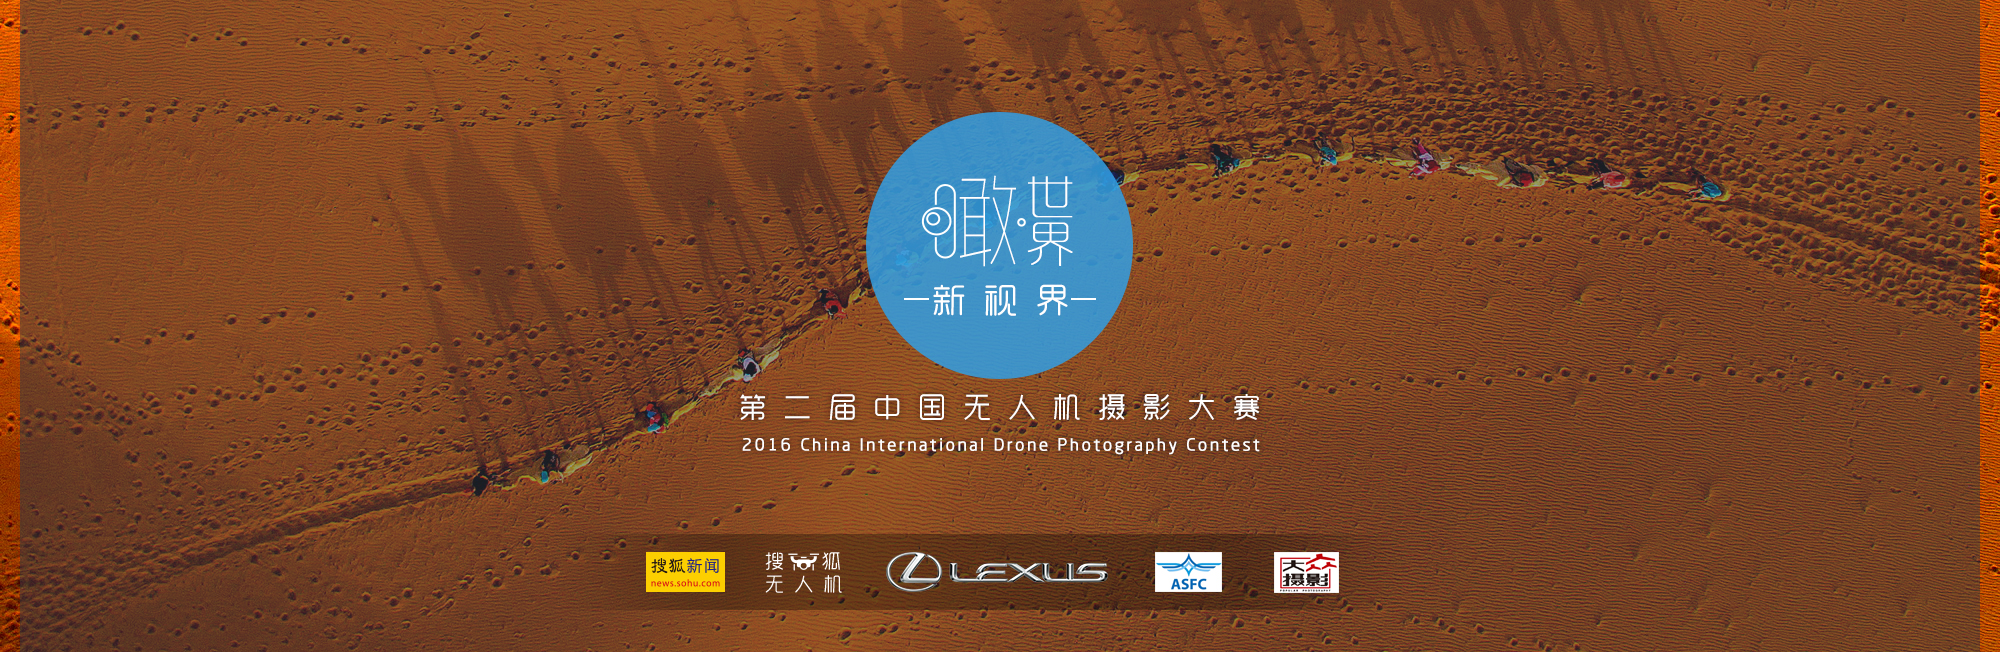 瞰·世界
新视界
第二届中国无人机摄影大赛
2016 China International Drone Photography Contest
搜狐新闻
news.sohu.com
搜狐
无人机
LEXUS
ASFC
大众
摄影
POPULAR PHOTOGRAPHY